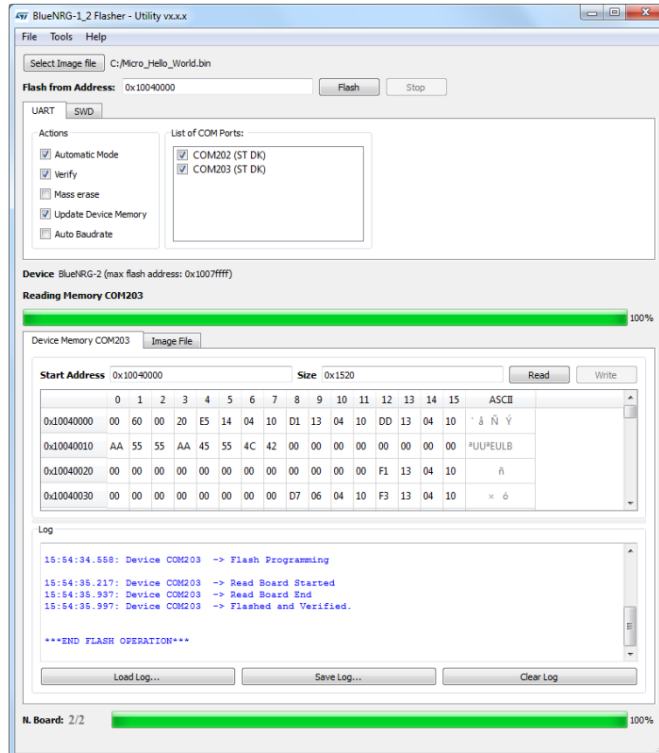 BlueNRG-1_2 Flasher - Utility vx.x.x
File Tools Help
Select Image file C:/Micro_Hello_World.bin
Flash from Address: 0x10040000 Flash Stop
UART SWD
Actions List of COM Ports:
Automatic Mode COM202 (ST DK)
Verify COM203 (ST DK)
Mass erase
Update Device Memory
Auto Baudrate
Device BlueNRG-2 (max flash address: 0x1007ffff)
Reading Memory COM203
100%
Device Memory COM203 Image File
Start Address 0x10040000 Size 0x1520 Read Write
0 1 2 3 4 5 6 7 8 9 10 11 12 13 14 15 ASCII
0x10040000 00 60 00 20 E5 14 04 10 D1 13 04 10 DD 13 04 10 ` å Ñ Ý
0x10040010 AA 55 55 AA 45 55 4C 42 00 00 00 00 00 00 00 00 ªUUªEULB
0x10040020 00 00 00 00 00 00 00 00 00 00 00 00 F1 13 04 10 ñ
0x10040030 00 00 00 00 00 00 00 00 D7 06 04 10 F3 13 04 10 × ó
Log
15:54:34.558: Device COM203 -> Flash Programming
15:54:35.217: Device COM203 -> Read Board Started
15:54:35.937: Device COM203 -> Read Board End
15:54:35.997: Device COM203 -> Flashed and Verified.
***END FLASH OPERATION***
Load Log... Save Log... Clear Log
N. Board: 2/2 100%